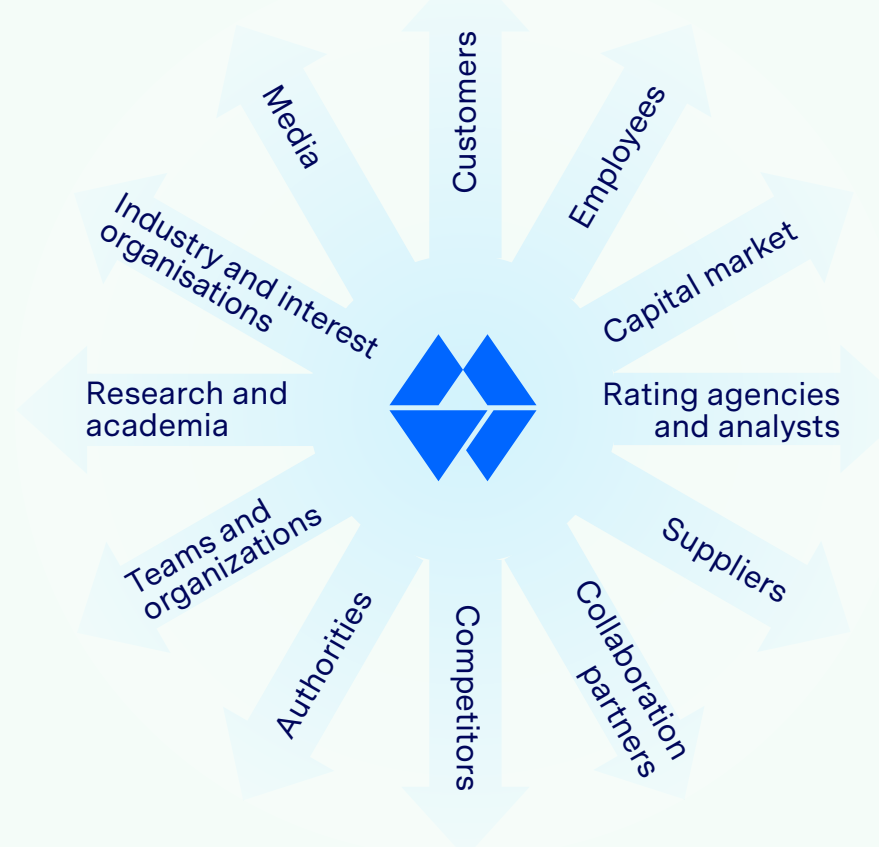 Customers
Employees
Capital market
Rating agencies
and analysts
Suppliers
Collaboration
partners
Competitors
Authorities
Teams and
organizations
Research and
academia
Industry and interest
organisations
Media